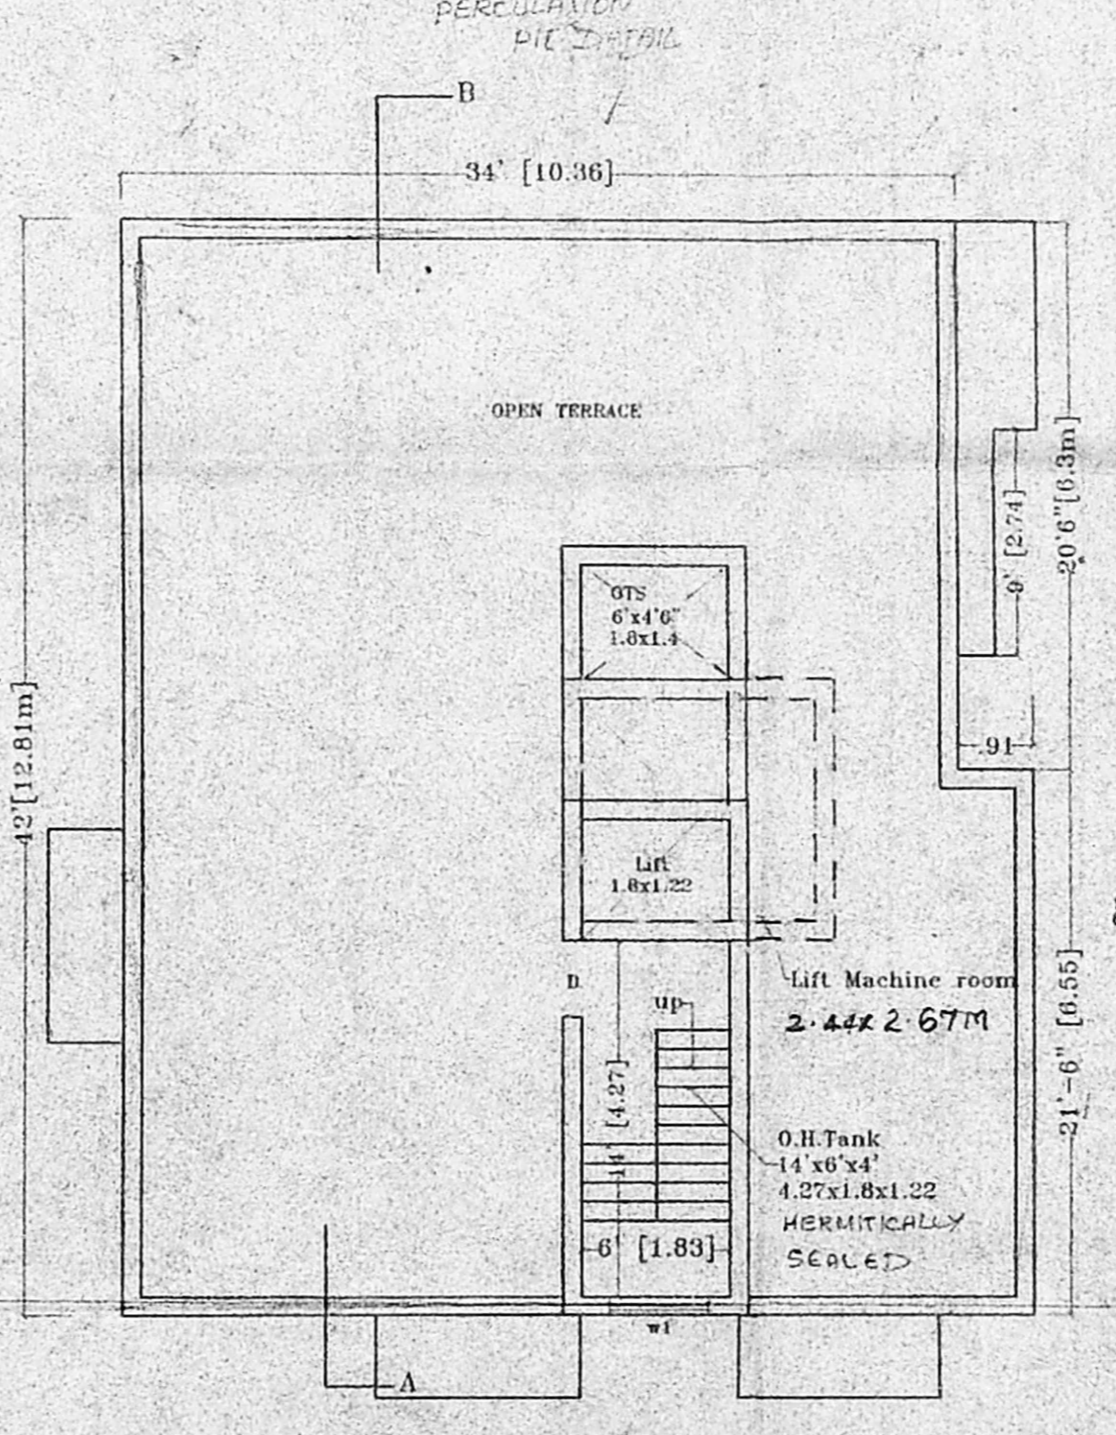 PERCULATION
PIT DETAIL
B
34' [10.36]
OPEN TERRACE
20'6"[6.3m]
9' [2.74]
OTS
6'x4'6"
1.8x1.4
42'[12.81m]
.91
Lift
1.8x1.22
D
Lift Machine room
2.44x2.67M
up
14' [4.27]
21'-6" [6.55]
O.H.Tank
14'x6'x4'
4.27x1.8x1.22
HERMITICALLY
SEALED
6' [1.83]
w1
A